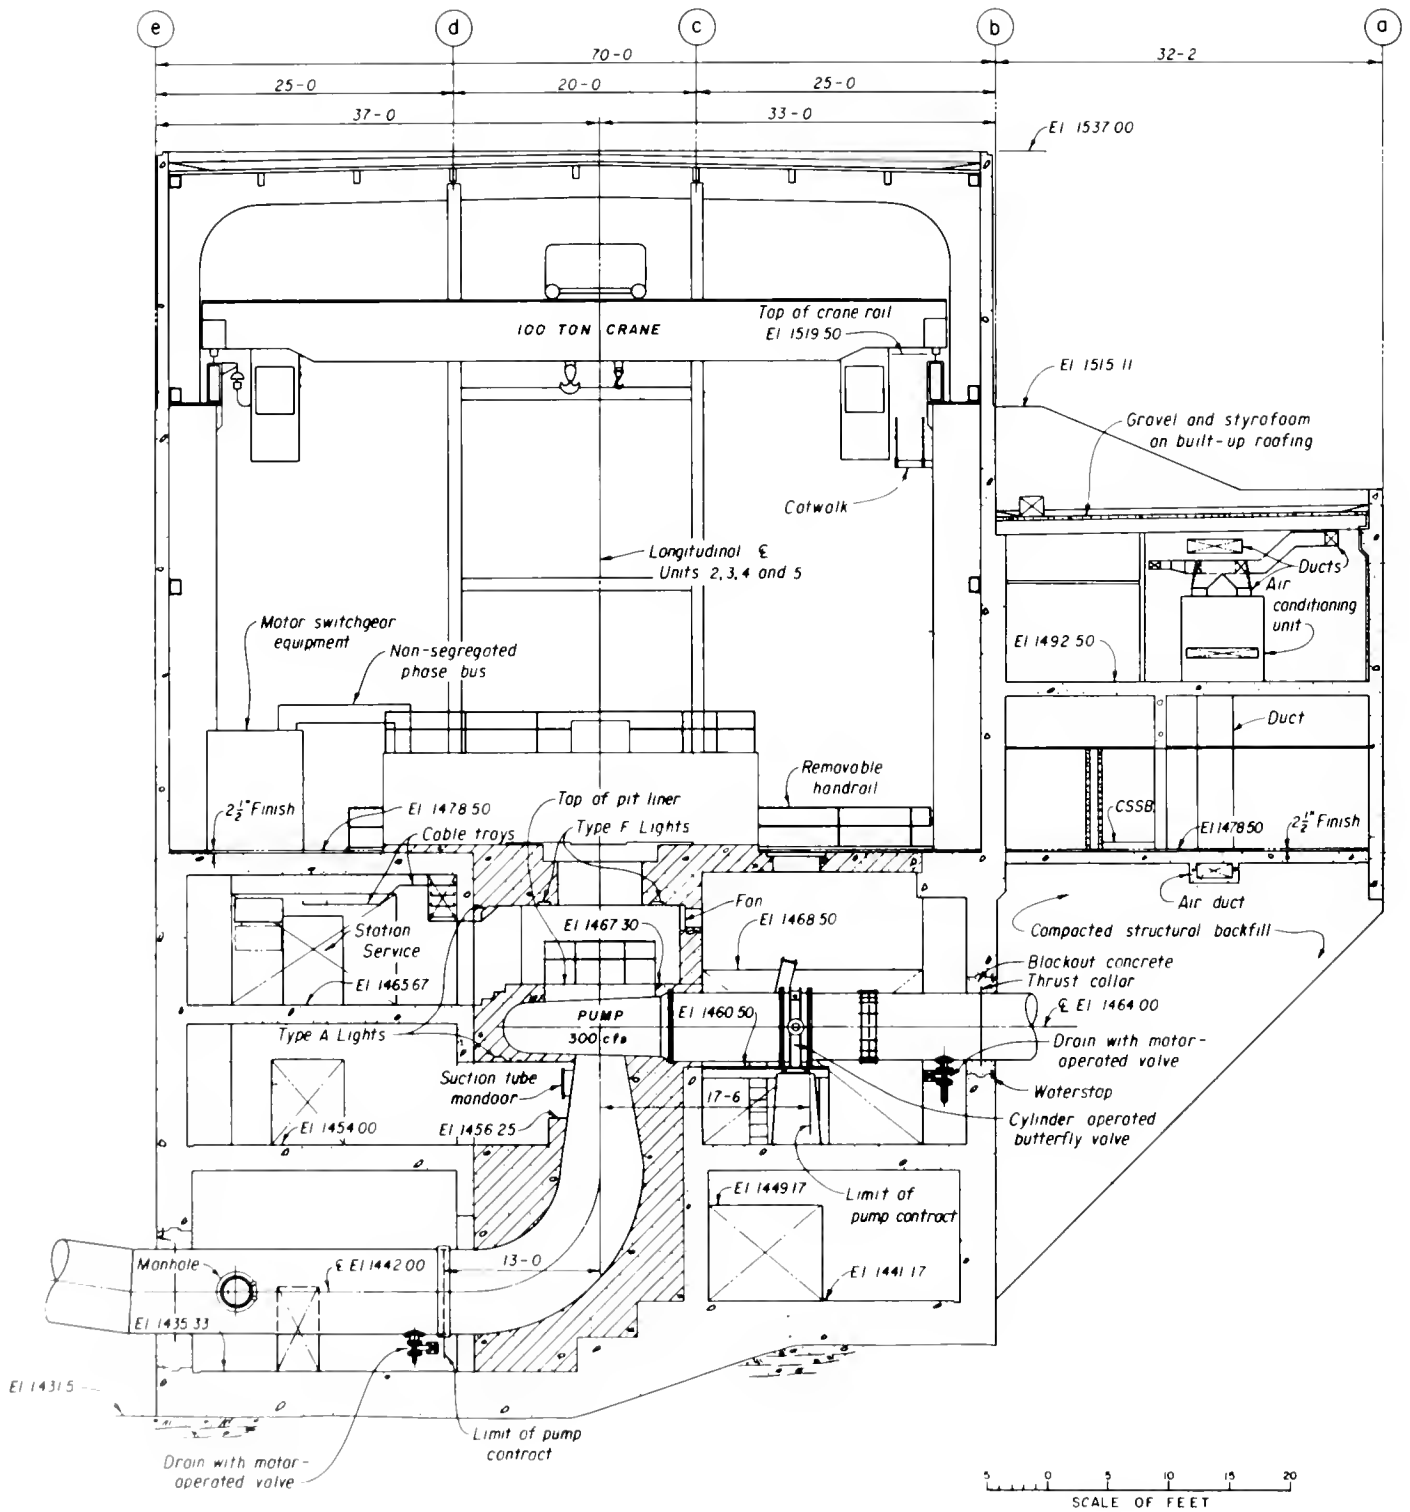 e d c b a
70-0 32-2
25-0 20-0 25-0
37-0 33-0
El 1537.00
100 TON CRANE
Top of crane rail
El 1519.50
El 1515.11
Gravel and styrofoam
on built-up roofing
Catwalk
Longitudinal ℄
Units 2,3,4 and 5
Ducts
Air
conditioning
unit
Motor switchgear
equipment
Non-segregated
phase bus
El 1492.50
Duct
Removable
handrail
2½" Finish
El 1478.50
Top of pit liner
Cable trays
Type F Lights
CSSB
El 1478.50
2½" Finish
Air duct
Fan
El 1467.30
El 1468.50
Station
Service
Compacted structural backfill
Blockout concrete
Thrust collar
El 1465.67
PUMP
300 cfs
El 1460.50
℄ El 1464.00
Type A Lights
Drain with motor-
operated valve
Suction tube
mandoor
17-6
Waterstop
El 1454.00
El 1456.25
Cylinder operated
butterfly valve
El 1449.17
Limit of
pump contract
Manhole
℄ El 1442.00
13-0
El 1441.17
El 1435.33
El 1431.5
Limit of pump
contract
Drain with motor-
operated valve
5 0 5 10 15 20
SCALE OF FEET